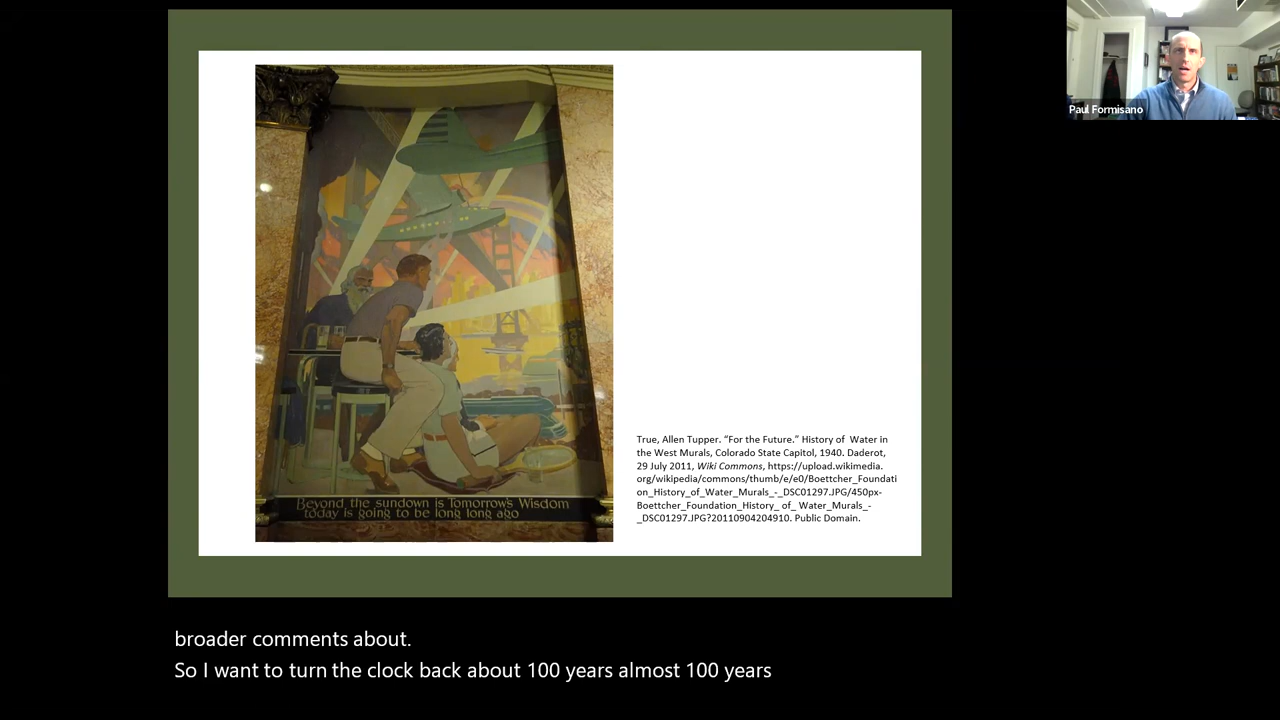 Paul Formisano
Beyond the sundown is Tomorrow's Wisdom
today is going to be long long ago
True, Allen Tupper. “For the Future.” History of Water in
the West Murals, Colorado State Capitol, 1940. Daderot,
29 July 2011, Wiki Commons, https://upload.wikimedia.
org/wikipedia/commons/thumb/e/e0/Boettcher_Foundati
on_History_of_Water_Murals_-_DSC01297.JPG/450px-
Boettcher_Foundation_History_ of_ Water_Murals_-
_DSC01297.JPG?20110904204910. Public Domain.
broader comments about.
So I want to turn the clock back about 100 years almost 100 years